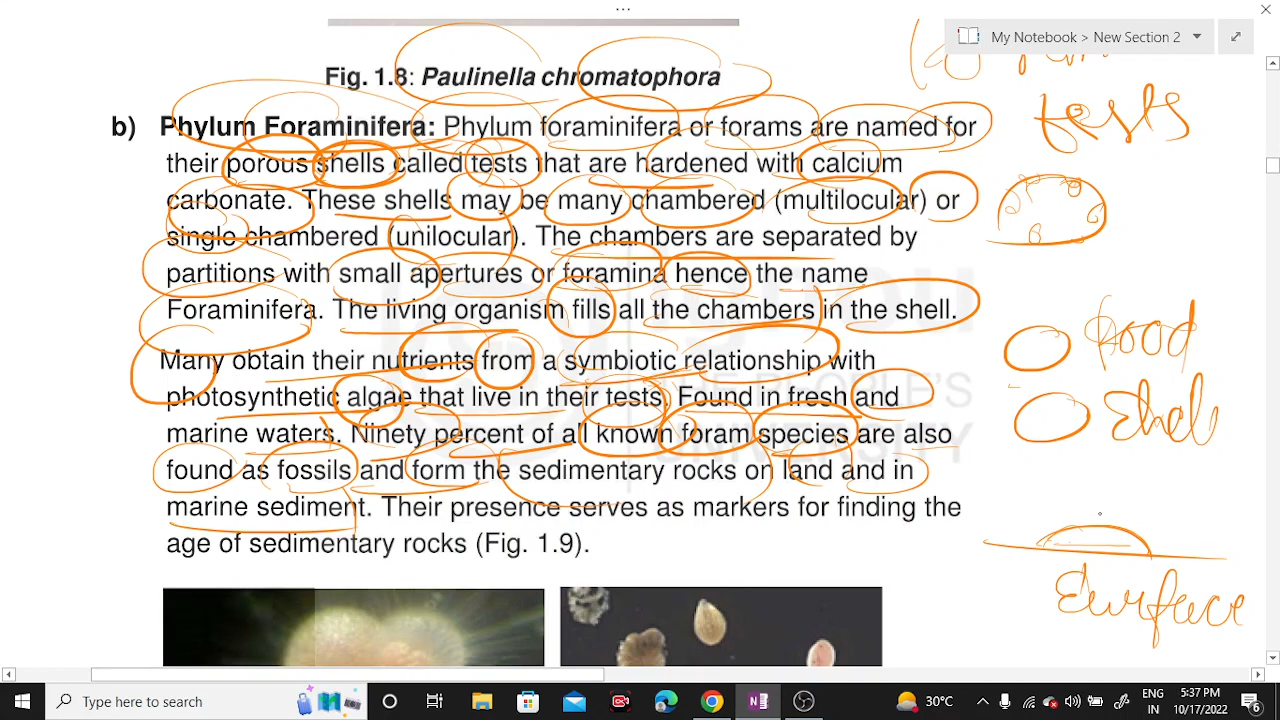 My Notebook > New Section 2
Fig. 1.8: Paulinella chromatophora
tests
b) Phylum Foraminifera: Phylum foraminifera or forams are named for
their porous shells called tests that are hardened with calcium
carbonate. These shells may be many chambered (multilocular) or
single chambered (unilocular). The chambers are separated by
partitions with small apertures or foramina hence the name
Foraminifera. The living organism fills all the chambers in the shell.
food
Many obtain their nutrients from a symbiotic relationship with
photosynthetic algae that live in their tests. Found in fresh and
marine waters. Ninety percent of all known foram species are also
found as fossils and form the sedimentary rocks on land and in
marine sediment. Their presence serves as markers for finding the
age of sedimentary rocks (Fig. 1.9).
Surface
THE PEOPLE'S
UNIVERSITY
Type here to search
30°C
ENG
IN
5:37 PM
10/17/2022
6